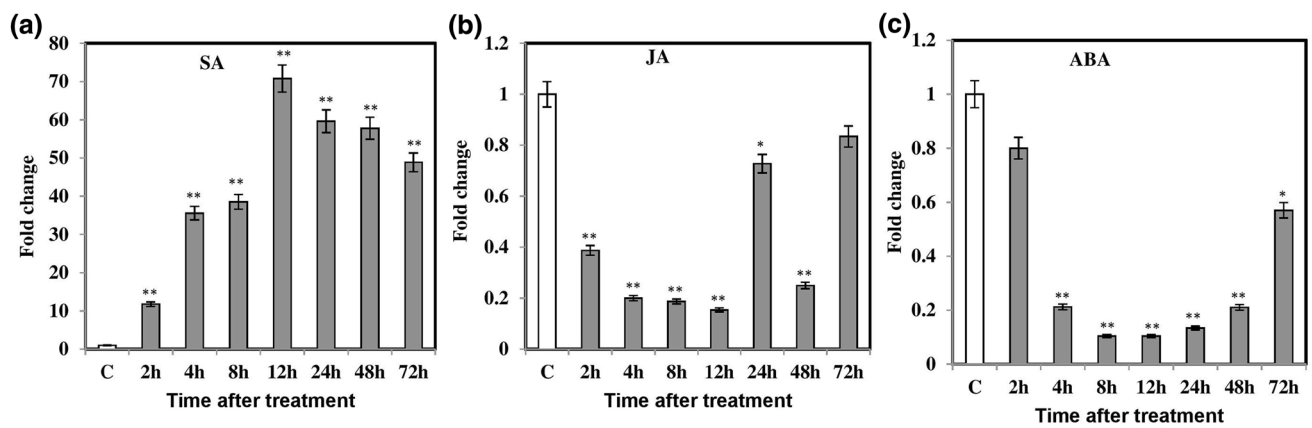 (a)
80
70
60
50
40
30
20
10
0
Fold change
SA
**
**
**
**
**
**
**
C 2h 4h 8h 12h 24h 48h 72h
Time after treatment
(b)
1.2
1
0.8
0.6
0.4
0.2
0
Fold change
JA
**
**
**
**
*
**
C 2h 4h 8h 12h 24h 48h 72h
Time after treatment
(c)
1.2
1
0.8
0.6
0.4
0.2
0
Fold change
ABA
**
**
**
**
**
*
C 2h 4h 8h 12h 24h 48h 72h
Time after treatment